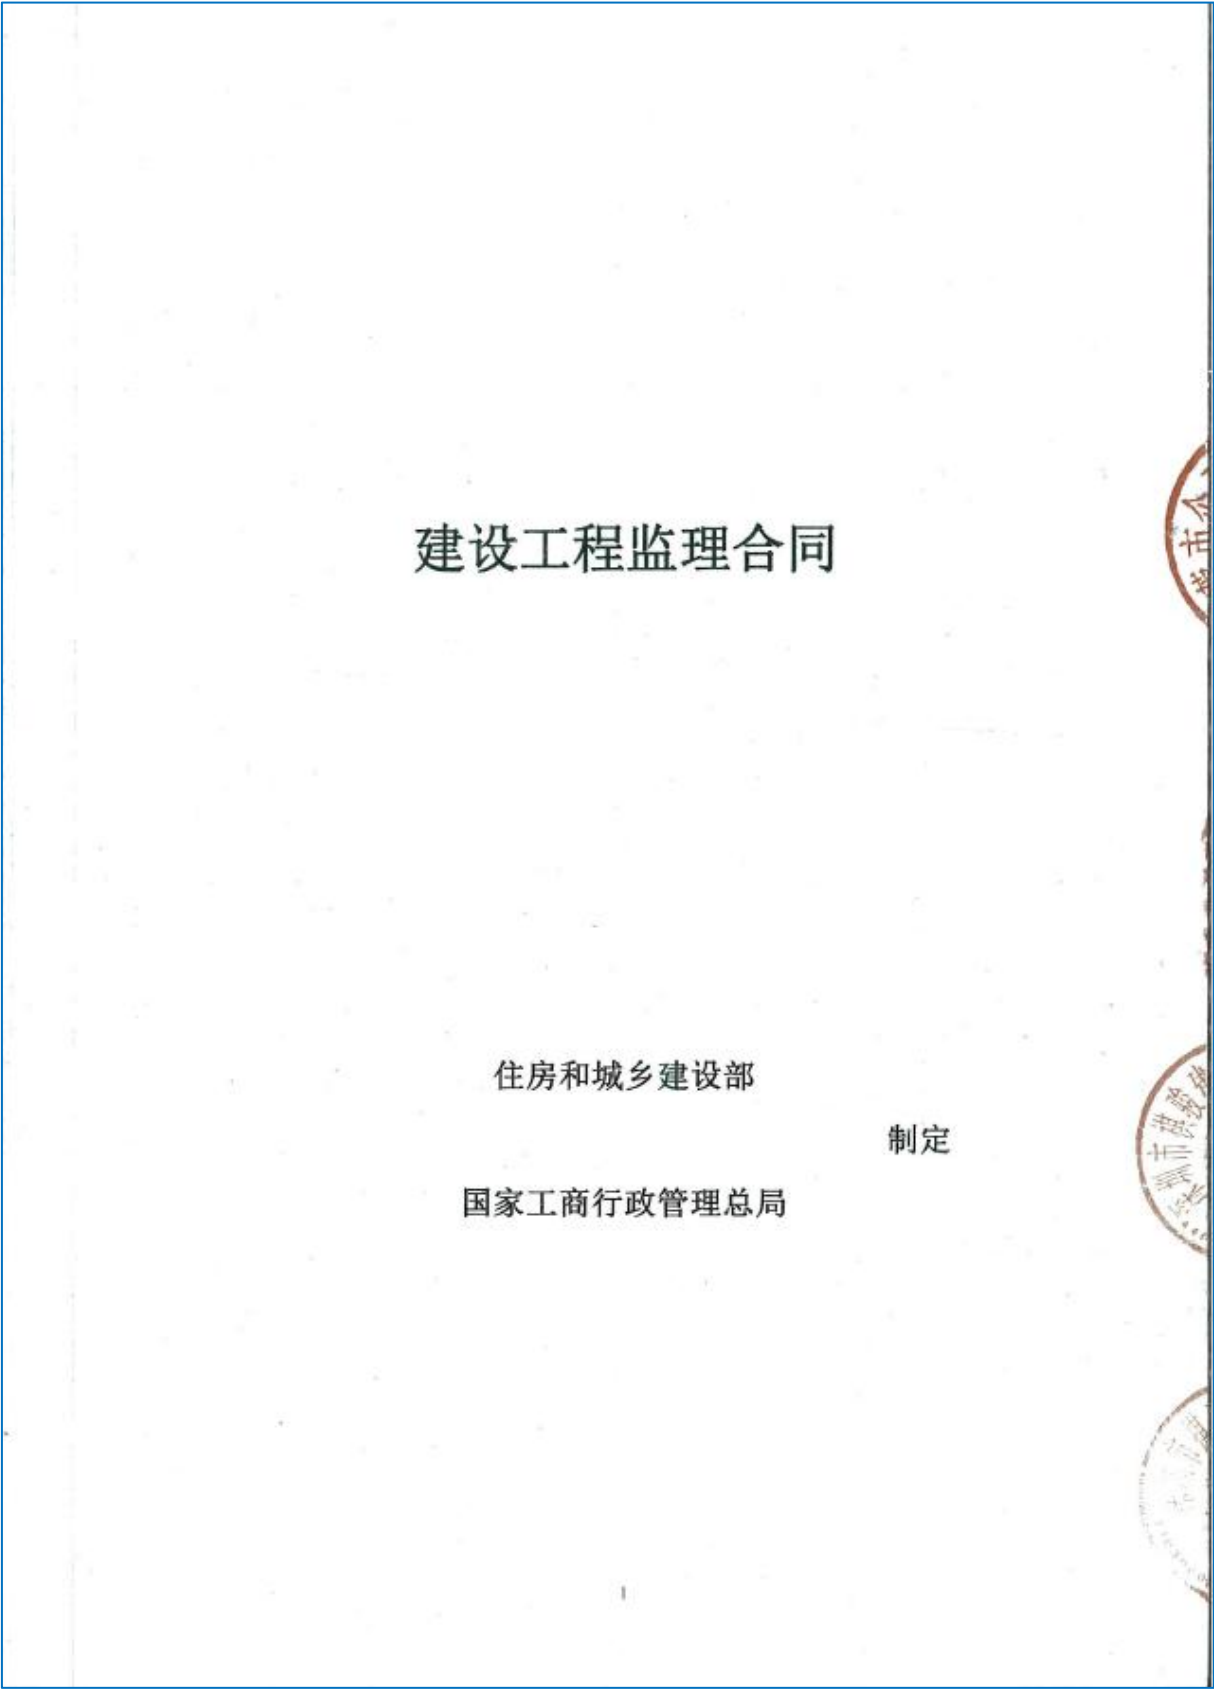 建设工程监理合同
住房和城乡建设部
制定
国家工商行政管理总局
1